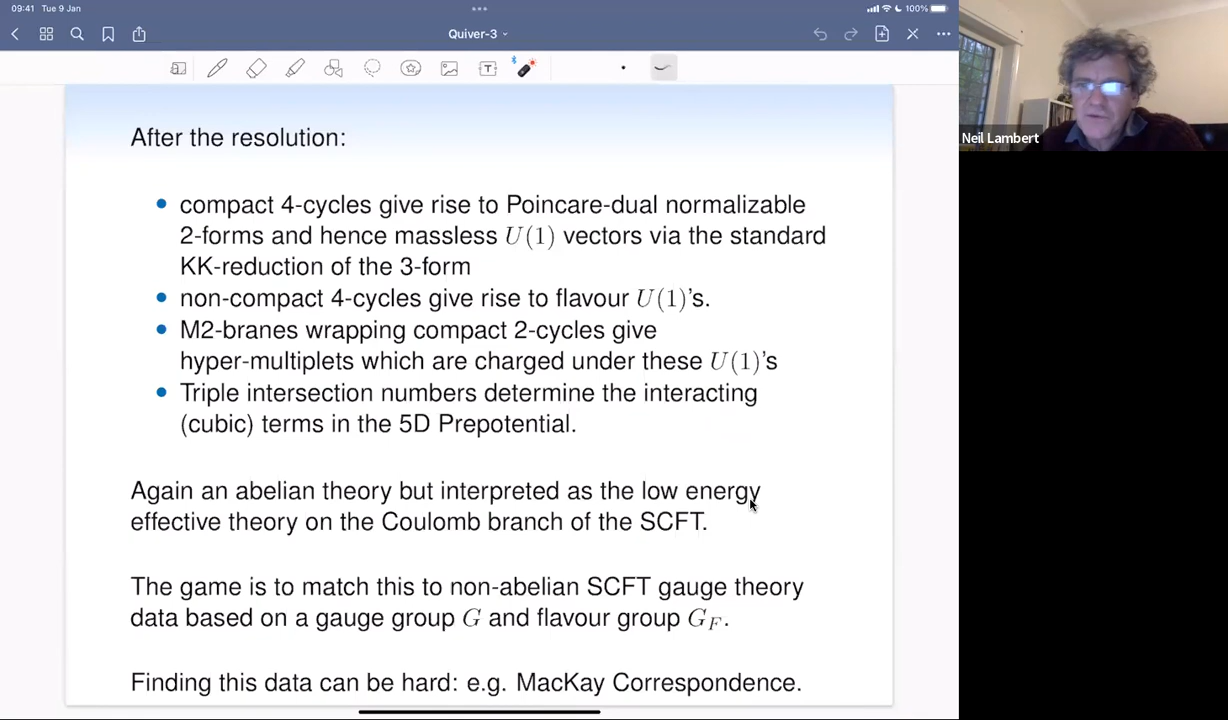 09:41 Tue 9 Jan
100%
Quiver-3
T
Neil Lambert
After the resolution:
• compact 4-cycles give rise to Poincare-dual normalizable
2-forms and hence massless U(1) vectors via the standard
KK-reduction of the 3-form
• non-compact 4-cycles give rise to flavour U(1)'s.
• M2-branes wrapping compact 2-cycles give
hyper-multiplets which are charged under these U(1)'s
• Triple intersection numbers determine the interacting
(cubic) terms in the 5D Prepotential.
Again an abelian theory but interpreted as the low energy
effective theory on the Coulomb branch of the SCFT.
The game is to match this to non-abelian SCFT gauge theory
data based on a gauge group G and flavour group G_F.
Finding this data can be hard: e.g. MacKay Correspondence.